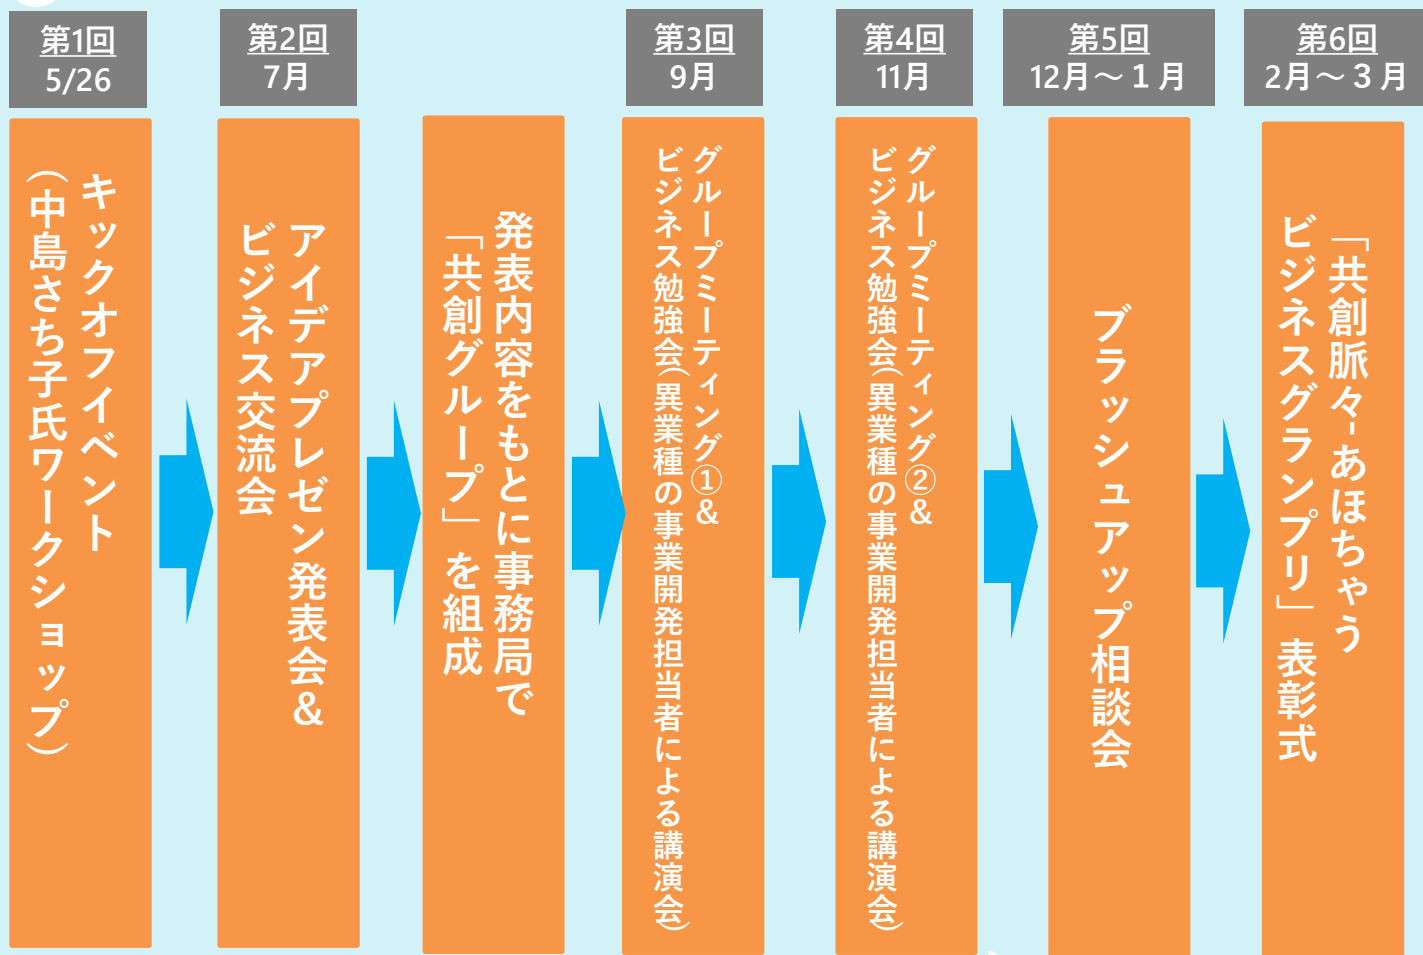 第1回
5/26
キックオフイベント
（中島さち子氏ワークショップ）
第2回
7月
アイデアプレゼン発表会&
ビジネス交流会
発表内容をもとに事務局で
「共創グループ」を組成
第3回
9月
グループミーティング①&
ビジネス勉強会（異業種の事業開発担当者による講演会）
第4回
11月
グループミーティング②&
ビジネス勉強会（異業種の事業開発担当者による講演会）
第5回
12月～１月
ブラッシュアップ相談会
第6回
2月～３月
「共創脈々-あほちゃう
ビジネスグランプリ」表彰式